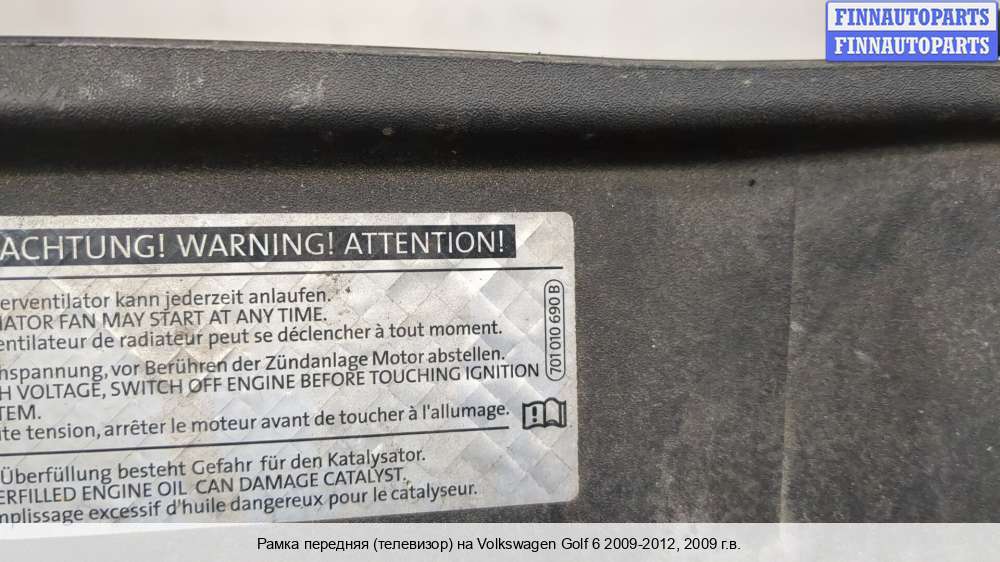 FINNAUTOPARTS
FINNAUTOPARTS
ACHTUNG! WARNING! ATTENTION!
erventilator kann jederzeit anlaufen.
IATOR FAN MAY START AT ANY TIME.
entilateur de radiateur peut se déclencher à tout moment.
hspannung, vor Berühren der Zündanlage Motor abstellen.
H VOLTAGE, SWITCH OFF ENGINE BEFORE TOUCHING IGNITION
TEM.
te tension, arrêter le moteur avant de toucher à l'allumage.
701 010 690 B
Überfüllung besteht Gefahr für den Katalysator.
ERFILLED ENGINE OIL CAN DAMAGE CATALYST.
mplissage excessif d'huile dangereux pour le catalyseur.
Рамка передняя (телевизор) на Volkswagen Golf 6 2009-2012, 2009 г.в.